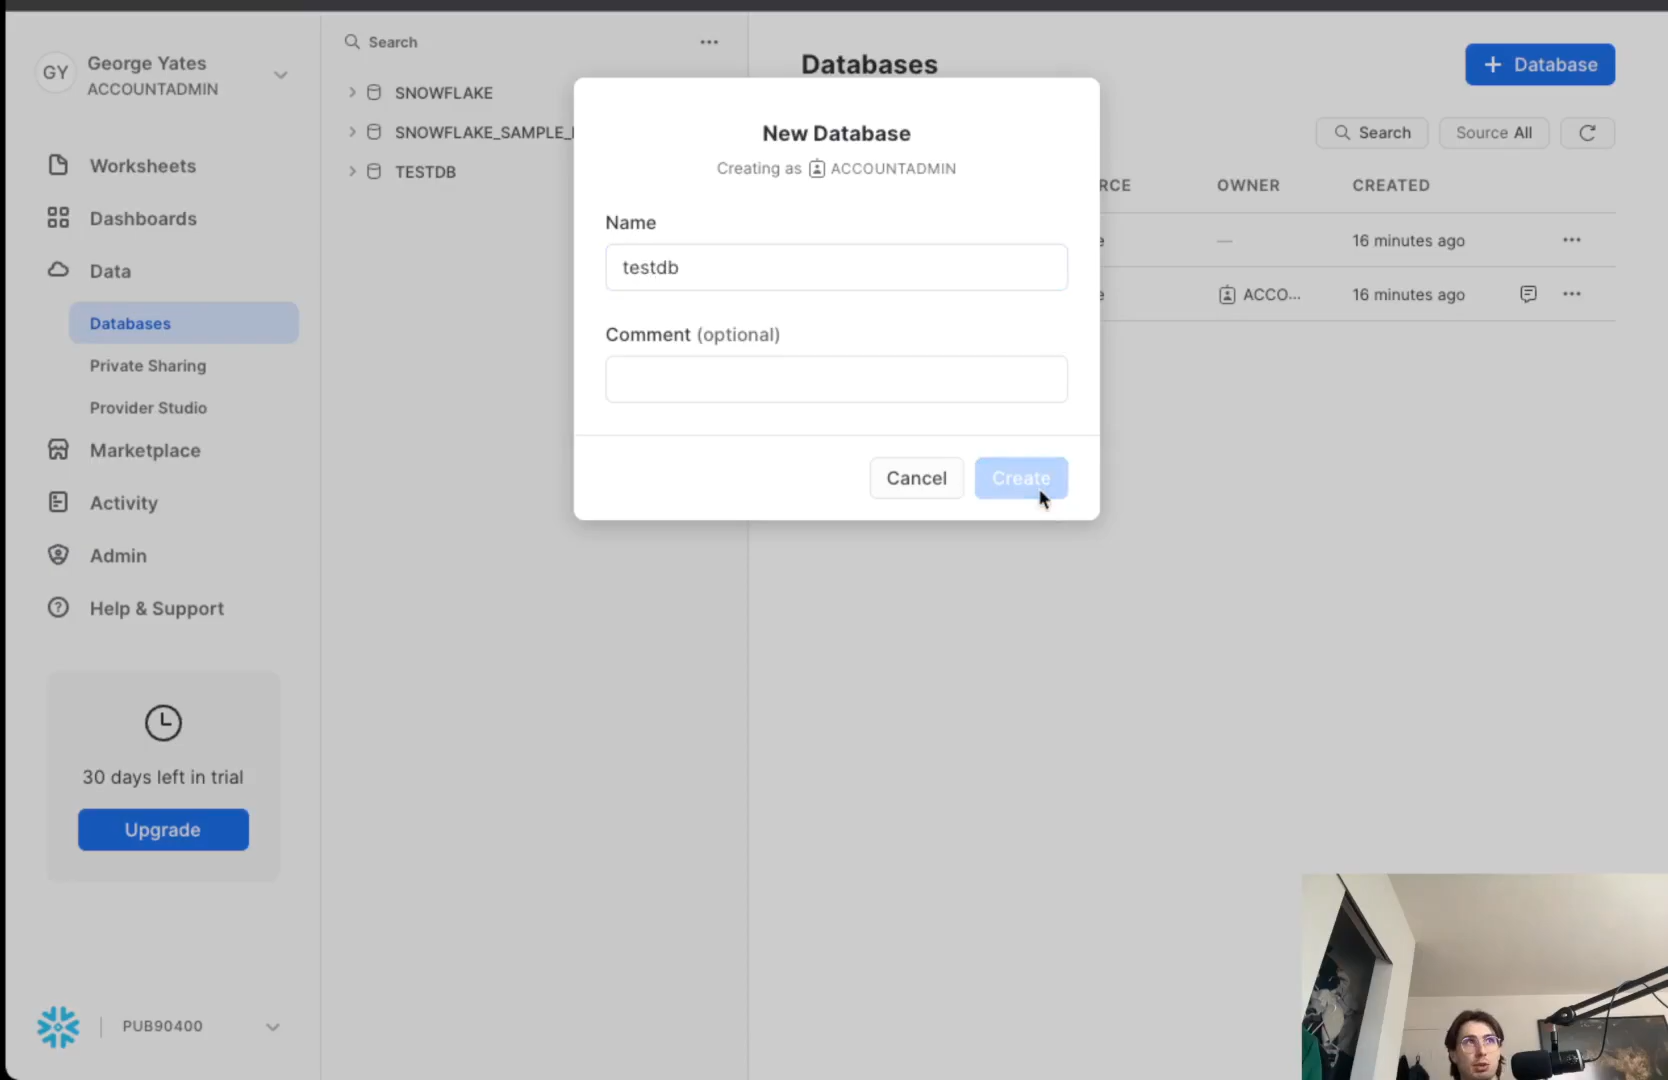 GY
George Yates
ACCOUNTADMIN
Worksheets
Dashboards
Data
Databases
Private Sharing
Provider Studio
Marketplace
Activity
Admin
Help & Support
30 days left in trial
Upgrade
PUB90400
Search
SNOWFLAKE
SNOWFLAKE_SAMPLE_
TESTDB
Databases
+ Database
Search
Source All
RCE
OWNER
CREATED
e
—
16 minutes ago
e
ACCO...
16 minutes ago
New Database
Creating as ACCOUNTADMIN
Name
testdb
Comment (optional)
Cancel
Create